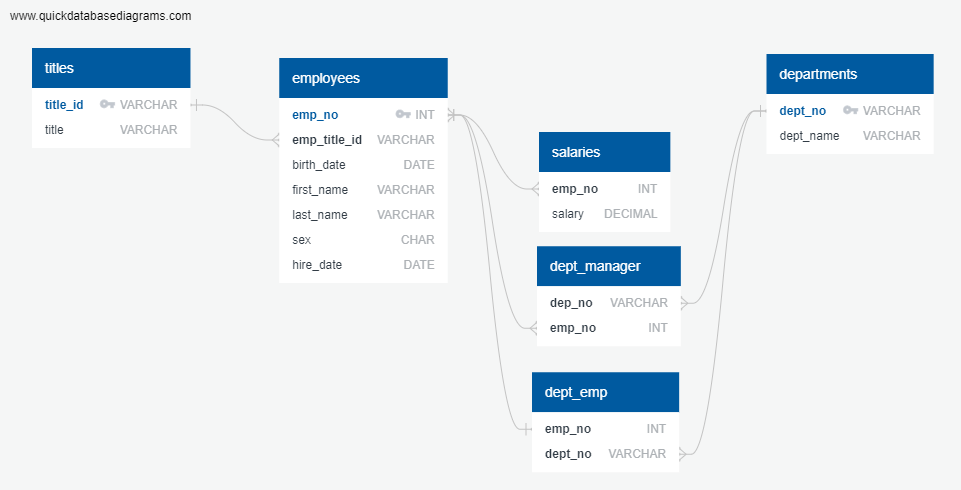 www.quickdatabasediagrams.com
titles
title_id VARCHAR
title VARCHAR
employees
emp_no INT
emp_title_id VARCHAR
birth_date DATE
first_name VARCHAR
last_name VARCHAR
sex CHAR
hire_date DATE
salaries
emp_no INT
salary DECIMAL
dept_manager
dep_no VARCHAR
emp_no INT
dept_emp
emp_no INT
dept_no VARCHAR
departments
dept_no VARCHAR
dept_name VARCHAR